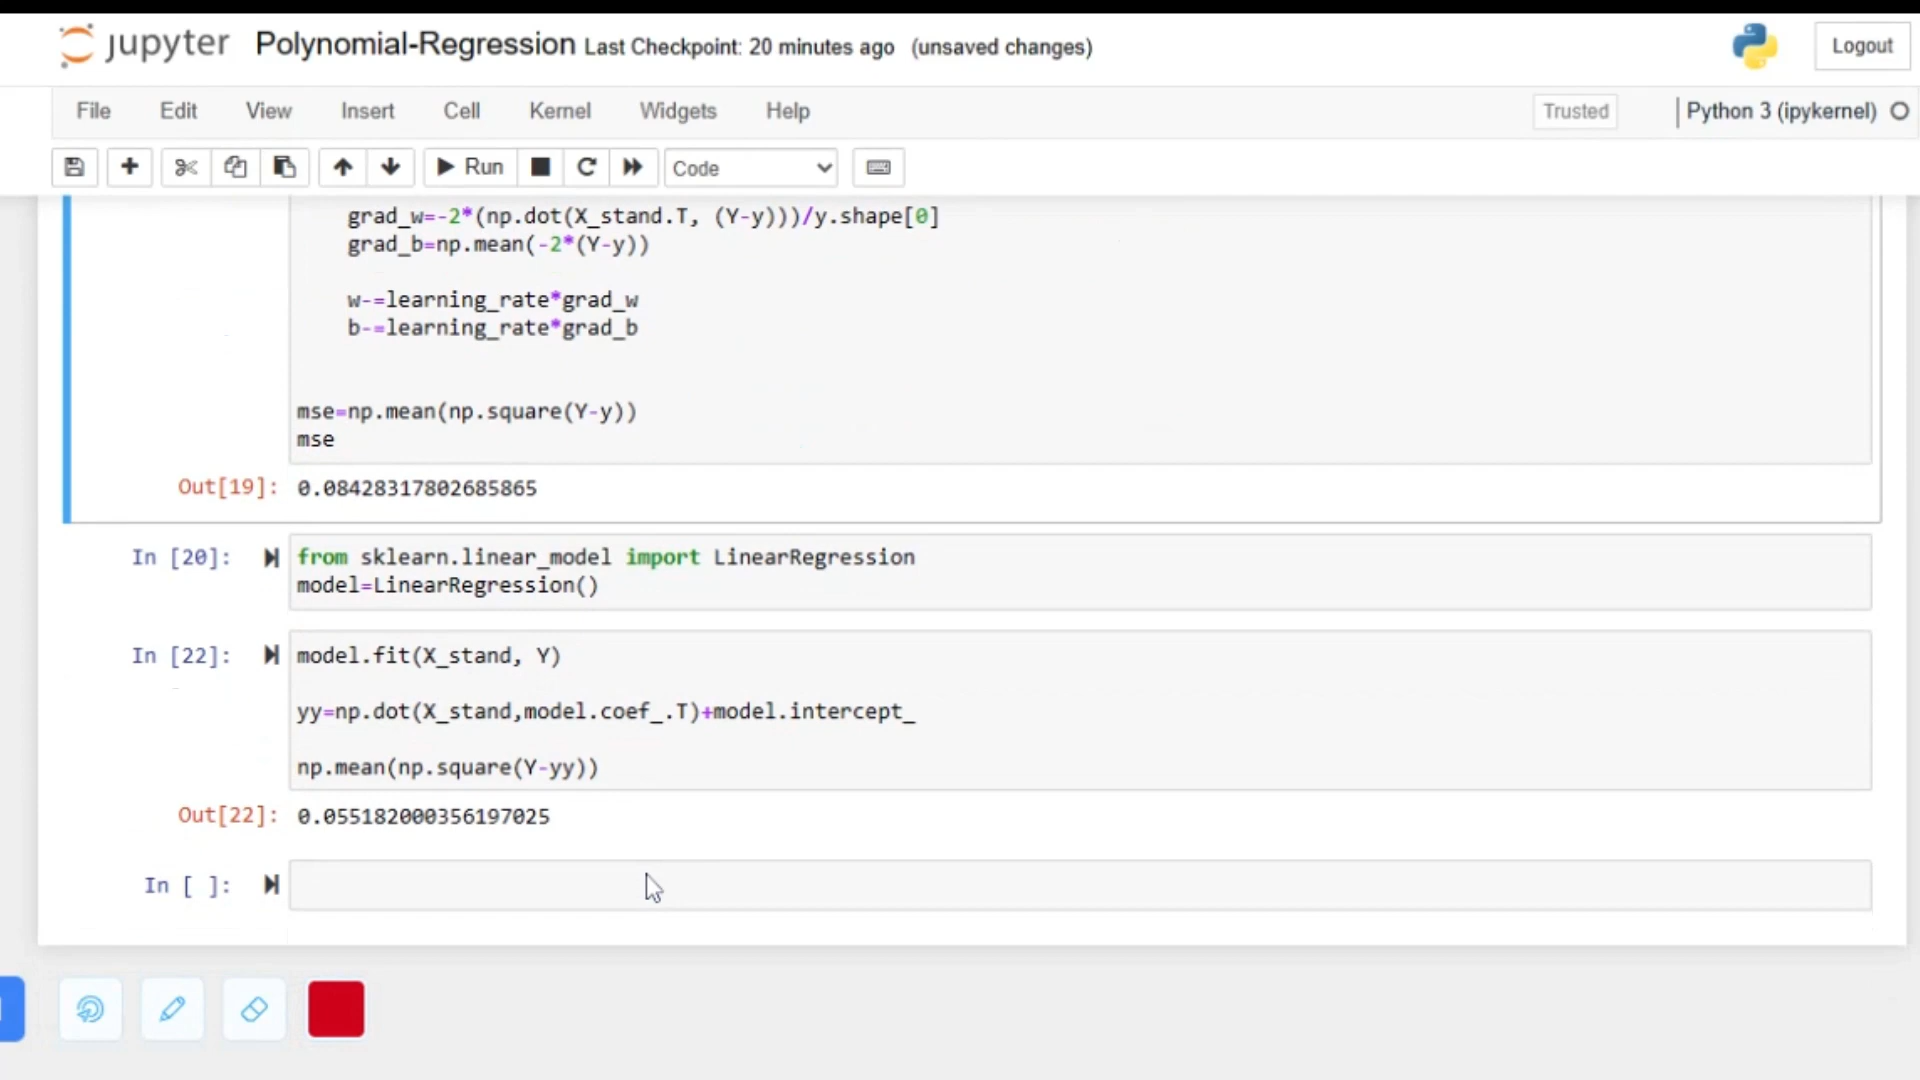 jupyter Polynomial-Regression Last Checkpoint: 20 minutes ago (unsaved changes) Logout
File Edit View Insert Cell Kernel Widgets Help Trusted Python 3 (ipykernel)
Run Code
grad_w=-2*(np.dot(X_stand.T, (Y-y)))/y.shape[0]
grad_b=np.mean(-2*(Y-y))
w-=learning_rate*grad_w
b-=learning_rate*grad_b
mse=np.mean(np.square(Y-y))
mse
Out[19]: 0.08428317802685865
In [20]: from sklearn.linear_model import LinearRegression
model=LinearRegression()
In [22]: model.fit(X_stand, Y)
yy=np.dot(X_stand,model.coef_.T)+model.intercept_
np.mean(np.square(Y-yy))
Out[22]: 0.055182000356197025
In [ ]: